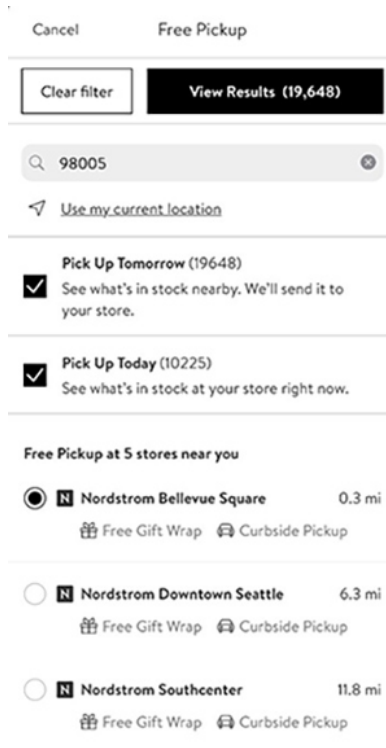 Cancel Free Pickup
Clear filter View Results (19,648)
98005
Use my current location
Pick Up Tomorrow (19648)
See what's in stock nearby. We'll send it to
your store.
Pick Up Today (10225)
See what's in stock at your store right now.
Free Pickup at 5 stores near you
N Nordstrom Bellevue Square 0.3 mi
Free Gift Wrap Curbside Pickup
N Nordstrom Downtown Seattle 6.3 mi
Free Gift Wrap Curbside Pickup
N Nordstrom Southcenter 11.8 mi
Free Gift Wrap Curbside Pickup